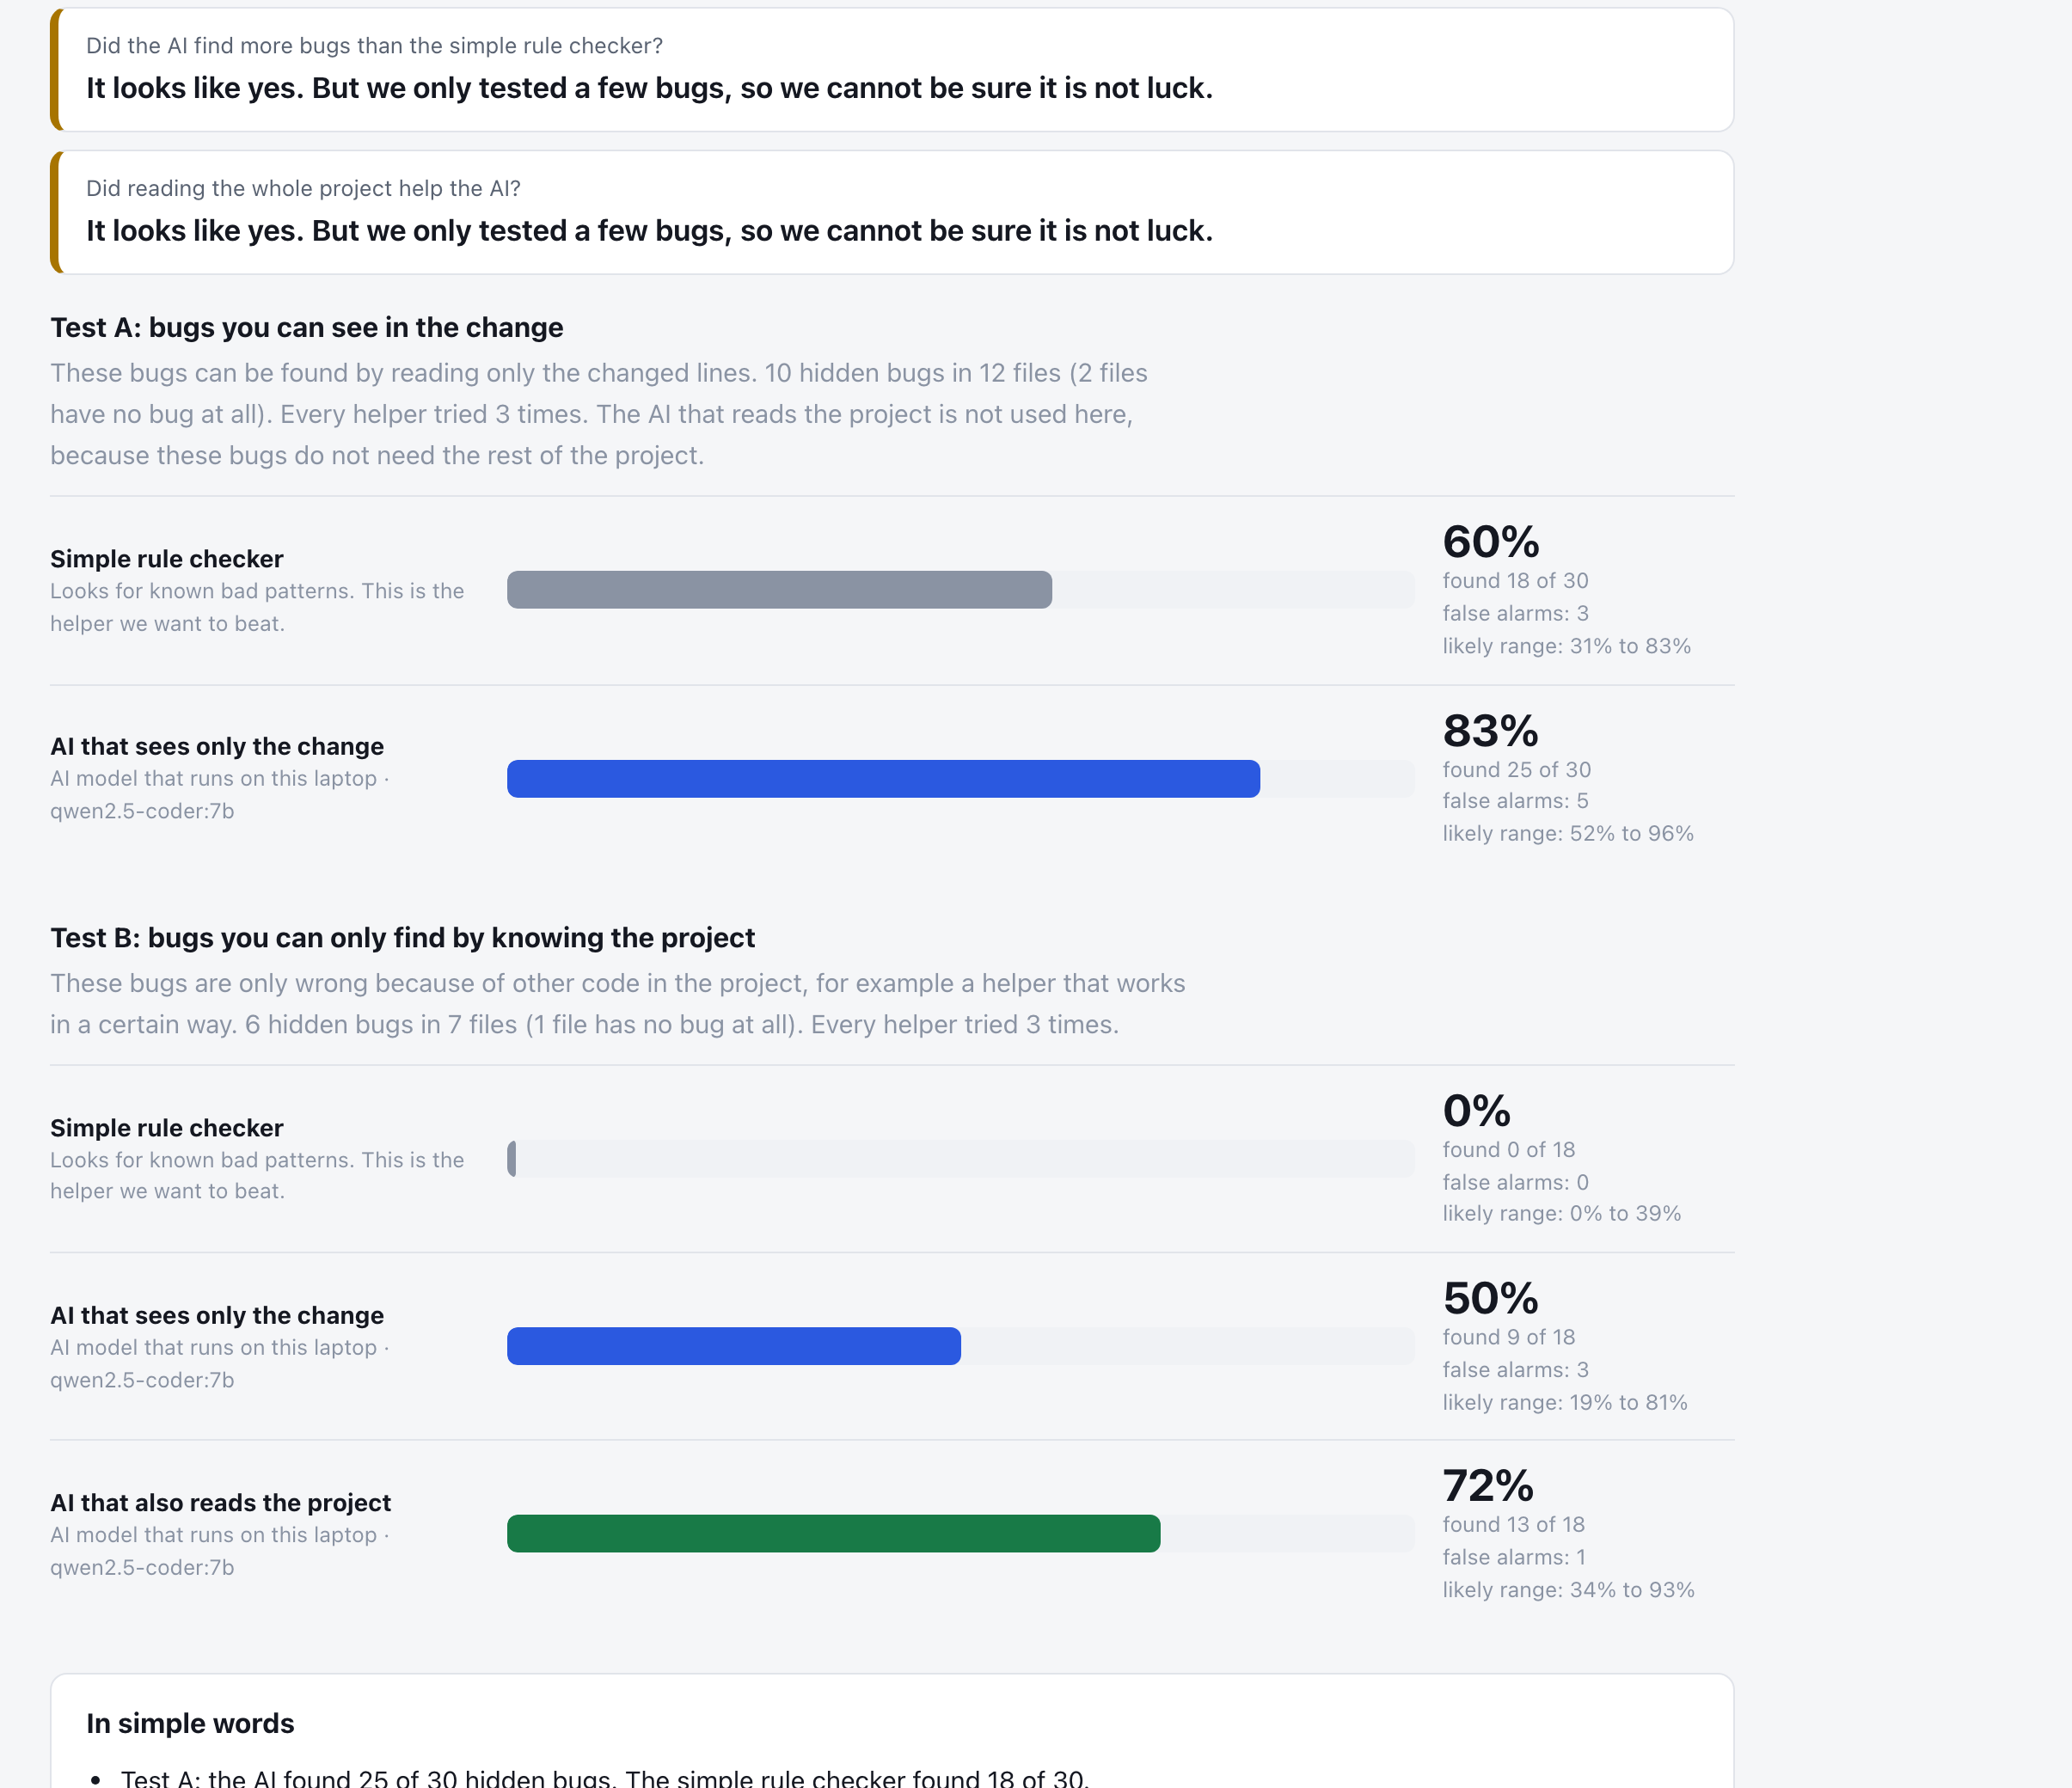 Did the AI find more bugs than the simple rule checker?
It looks like yes. But we only tested a few bugs, so we cannot be sure it is not luck.
Did reading the whole project help the AI?
It looks like yes. But we only tested a few bugs, so we cannot be sure it is not luck.
Test A: bugs you can see in the change
These bugs can be found by reading only the changed lines. 10 hidden bugs in 12 files (2 files
have no bug at all). Every helper tried 3 times. The AI that reads the project is not used here,
because these bugs do not need the rest of the project.
Simple rule checker
Looks for known bad patterns. This is the
helper we want to beat.
60%
found 18 of 30
false alarms: 3
likely range: 31% to 83%
AI that sees only the change
AI model that runs on this laptop ·
qwen2.5-coder:7b
83%
found 25 of 30
false alarms: 5
likely range: 52% to 96%
Test B: bugs you can only find by knowing the project
These bugs are only wrong because of other code in the project, for example a helper that works
in a certain way. 6 hidden bugs in 7 files (1 file has no bug at all). Every helper tried 3 times.
Simple rule checker
Looks for known bad patterns. This is the
helper we want to beat.
0%
found 0 of 18
false alarms: 0
likely range: 0% to 39%
AI that sees only the change
AI model that runs on this laptop ·
qwen2.5-coder:7b
50%
found 9 of 18
false alarms: 3
likely range: 19% to 81%
AI that also reads the project
AI model that runs on this laptop ·
qwen2.5-coder:7b
72%
found 13 of 18
false alarms: 1
likely range: 34% to 93%
In simple words
• Test A: the AI found 25 of 30 hidden bugs. The simple rule checker found 18 of 30.